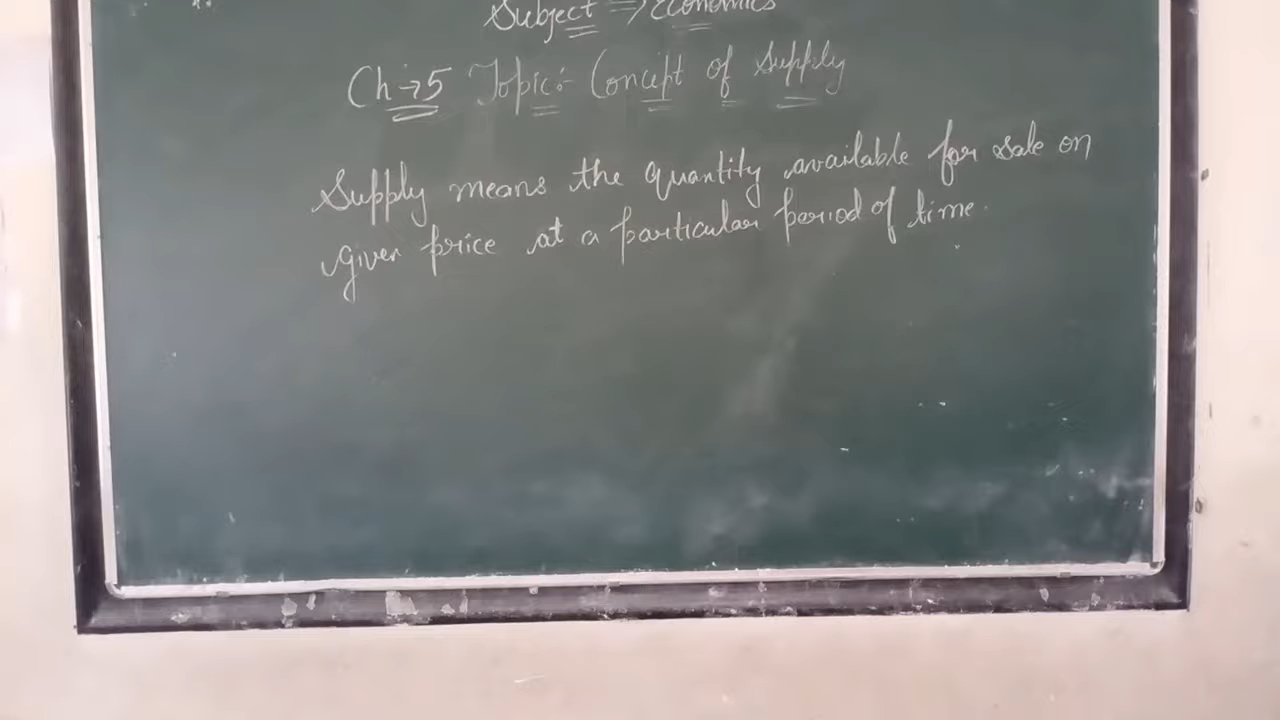 Subject ⇒ Economics
Ch→5 Topic:- Concept of Supply
Supply means the quantity available for sale on
given price at a particular period of time.